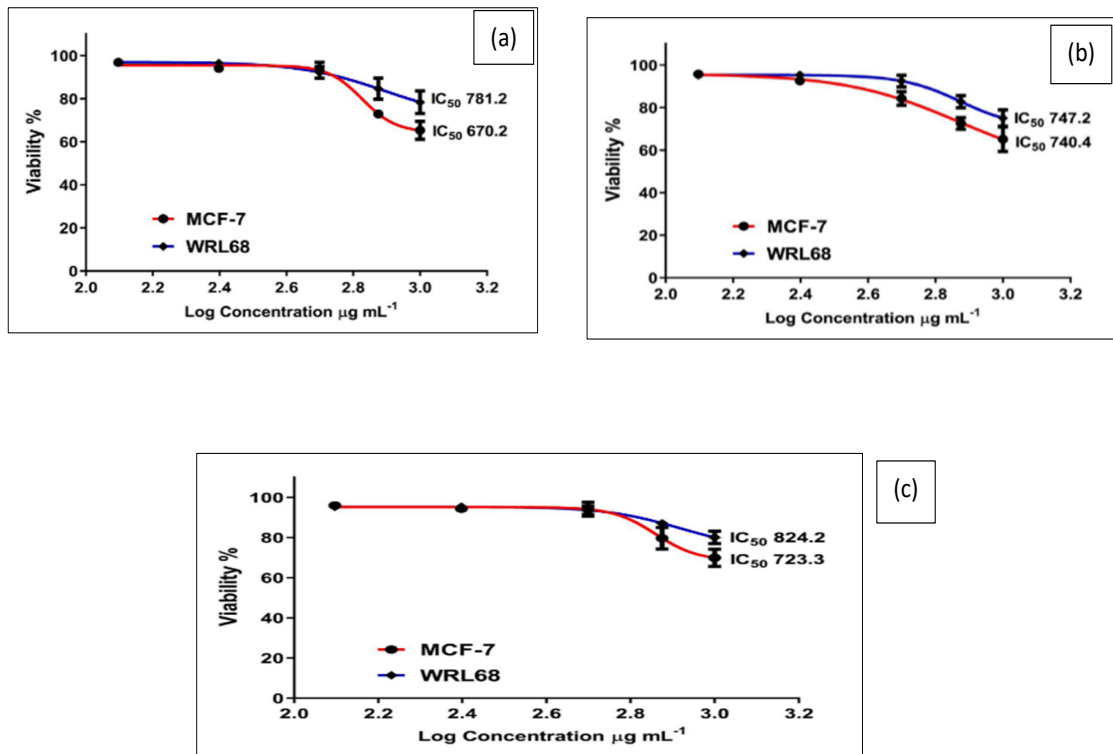 (a)
100
80
60
40
20
0
Viability %
IC50 781.2
IC50 670.2
MCF-7
WRL68
2.0 2.2 2.4 2.6 2.8 3.0 3.2
Log Concentration μg mL-1
(b)
100
80
60
40
20
0
Viability %
IC50 747.2
IC50 740.4
MCF-7
WRL68
2.0 2.2 2.4 2.6 2.8 3.0 3.2
Log Concentration μg mL-1
(c)
100
80
60
40
20
0
Viability %
IC50 824.2
IC50 723.3
MCF-7
WRL68
2.0 2.2 2.4 2.6 2.8 3.0 3.2
Log Concentration μg mL-1